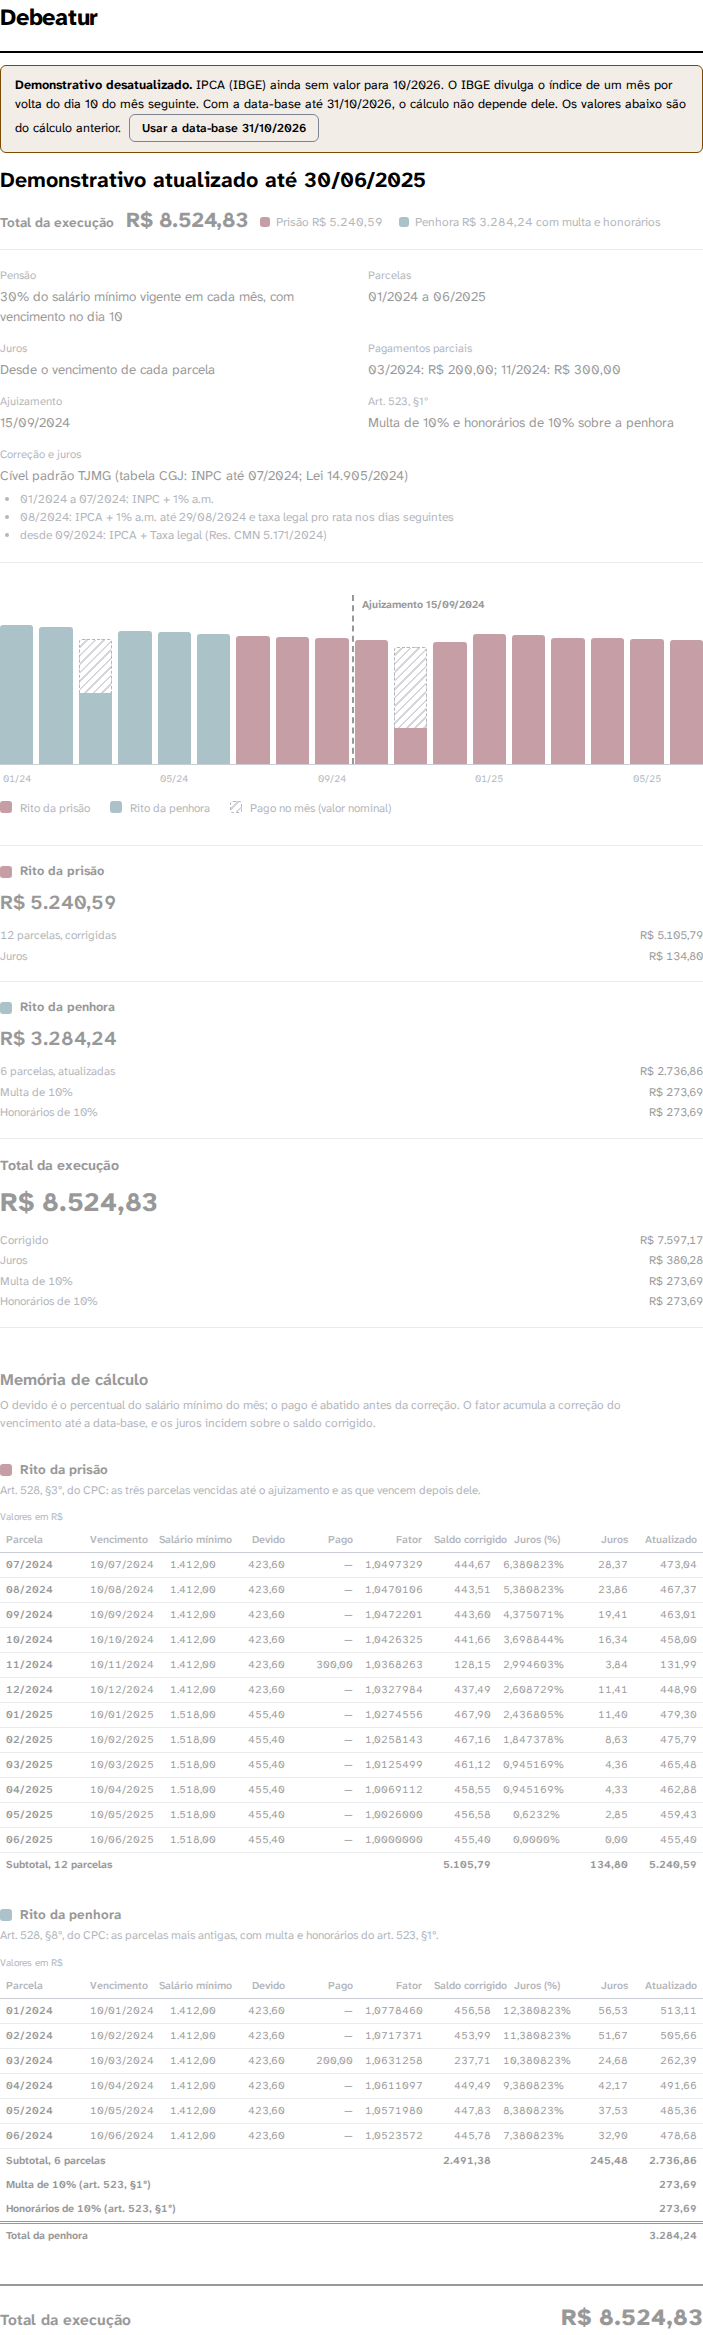 Debeatur
Demonstrativo desatualizado. IPCA (IBGE) ainda sem valor para 10/2026. O IBGE divulga o índice de um mês por
volta do dia 10 do mês seguinte. Com a data-base até 31/10/2026, o cálculo não depende dele. Os valores abaixo são
do cálculo anterior. Usar a data-base 31/10/2026
Demonstrativo atualizado até 30/06/2025
Total da execução R$ 8.524,83 Prisão R$ 5.240,59 Penhora R$ 3.284,24 com multa e honorários
Pensão Parcelas
30% do salário mínimo vigente em cada mês, com 01/2024 a 06/2025
vencimento no dia 10
Juros Pagamentos parciais
Desde o vencimento de cada parcela 03/2024: R$ 200,00; 11/2024: R$ 300,00
Ajuizamento Art. 523, §1º
15/09/2024 Multa de 10% e honorários de 10% sobre a penhora
Correção e juros
Cível padrão TJMG (tabela CGJ: INPC até 07/2024; Lei 14.905/2024)
• 01/2024 a 07/2024: INPC + 1% a.m.
• 08/2024: IPCA + 1% a.m. até 29/08/2024 e taxa legal pro rata nos dias seguintes
• desde 09/2024: IPCA + Taxa legal (Res. CMN 5.171/2024)
Ajuizamento 15/09/2024
01/24 05/24 09/24 01/25 05/25
Rito da prisão Rito da penhora Pago no mês (valor nominal)
Rito da prisão
R$ 5.240,59
12 parcelas, corrigidas R$ 5.105,79
Juros R$ 134,80
Rito da penhora
R$ 3.284,24
6 parcelas, atualizadas R$ 2.736,86
Multa de 10% R$ 273,69
Honorários de 10% R$ 273,69
Total da execução
R$ 8.524,83
Corrigido R$ 7.597,17
Juros R$ 380,28
Multa de 10% R$ 273,69
Honorários de 10% R$ 273,69
Memória de cálculo
O devido é o percentual do salário mínimo do mês; o pago é abatido antes da correção. O fator acumula a correção do
vencimento até a data-base, e os juros incidem sobre o saldo corrigido.
Rito da prisão
Art. 528, §3º, do CPC: as três parcelas vencidas até o ajuizamento e as que vencem depois dele.
Valores em R$
Parcela Vencimento Salário mínimo Devido Pago Fator Saldo corrigido Juros (%) Juros Atualizado
07/2024 10/07/2024 1.412,00 423,60 — 1,0497329 444,67 6,380823% 28,37 473,04
08/2024 10/08/2024 1.412,00 423,60 — 1,0470106 443,51 5,380823% 23,86 467,37
09/2024 10/09/2024 1.412,00 423,60 — 1,0472201 443,60 4,375071% 19,41 463,01
10/2024 10/10/2024 1.412,00 423,60 — 1,0426325 441,66 3,698844% 16,34 458,00
11/2024 10/11/2024 1.412,00 423,60 300,00 1,0368263 128,15 2,994603% 3,84 131,99
12/2024 10/12/2024 1.412,00 423,60 — 1,0327984 437,49 2,608729% 11,41 448,90
01/2025 10/01/2025 1.518,00 455,40 — 1,0274556 467,90 2,436805% 11,40 479,30
02/2025 10/02/2025 1.518,00 455,40 — 1,0258143 467,16 1,847378% 8,63 475,79
03/2025 10/03/2025 1.518,00 455,40 — 1,0125499 461,12 0,945169% 4,36 465,48
04/2025 10/04/2025 1.518,00 455,40 — 1,0069112 458,55 0,945169% 4,33 462,88
05/2025 10/05/2025 1.518,00 455,40 — 1,0026000 456,58 0,6232% 2,85 459,43
06/2025 10/06/2025 1.518,00 455,40 — 1,0000000 455,40 0,0000% 0,00 455,40
Subtotal, 12 parcelas 5.105,79 134,80 5.240,59
Rito da penhora
Art. 528, §8º, do CPC: as parcelas mais antigas, com multa e honorários do art. 523, §1º.
Valores em R$
Parcela Vencimento Salário mínimo Devido Pago Fator Saldo corrigido Juros (%) Juros Atualizado
01/2024 10/01/2024 1.412,00 423,60 — 1,0778460 456,58 12,380823% 56,53 513,11
02/2024 10/02/2024 1.412,00 423,60 — 1,0717371 453,99 11,380823% 51,67 505,66
03/2024 10/03/2024 1.412,00 423,60 200,00 1,0631258 237,71 10,380823% 24,68 262,39
04/2024 10/04/2024 1.412,00 423,60 — 1,0611097 449,49 9,380823% 42,17 491,66
05/2024 10/05/2024 1.412,00 423,60 — 1,0571980 447,83 8,380823% 37,53 485,36
06/2024 10/06/2024 1.412,00 423,60 — 1,0523572 445,78 7,380823% 32,90 478,68
Subtotal, 6 parcelas 2.491,38 245,48 2.736,86
Multa de 10% (art. 523, §1º) 273,69
Honorários de 10% (art. 523, §1º) 273,69
Total da penhora 3.284,24
Total da execução R$ 8.524,83